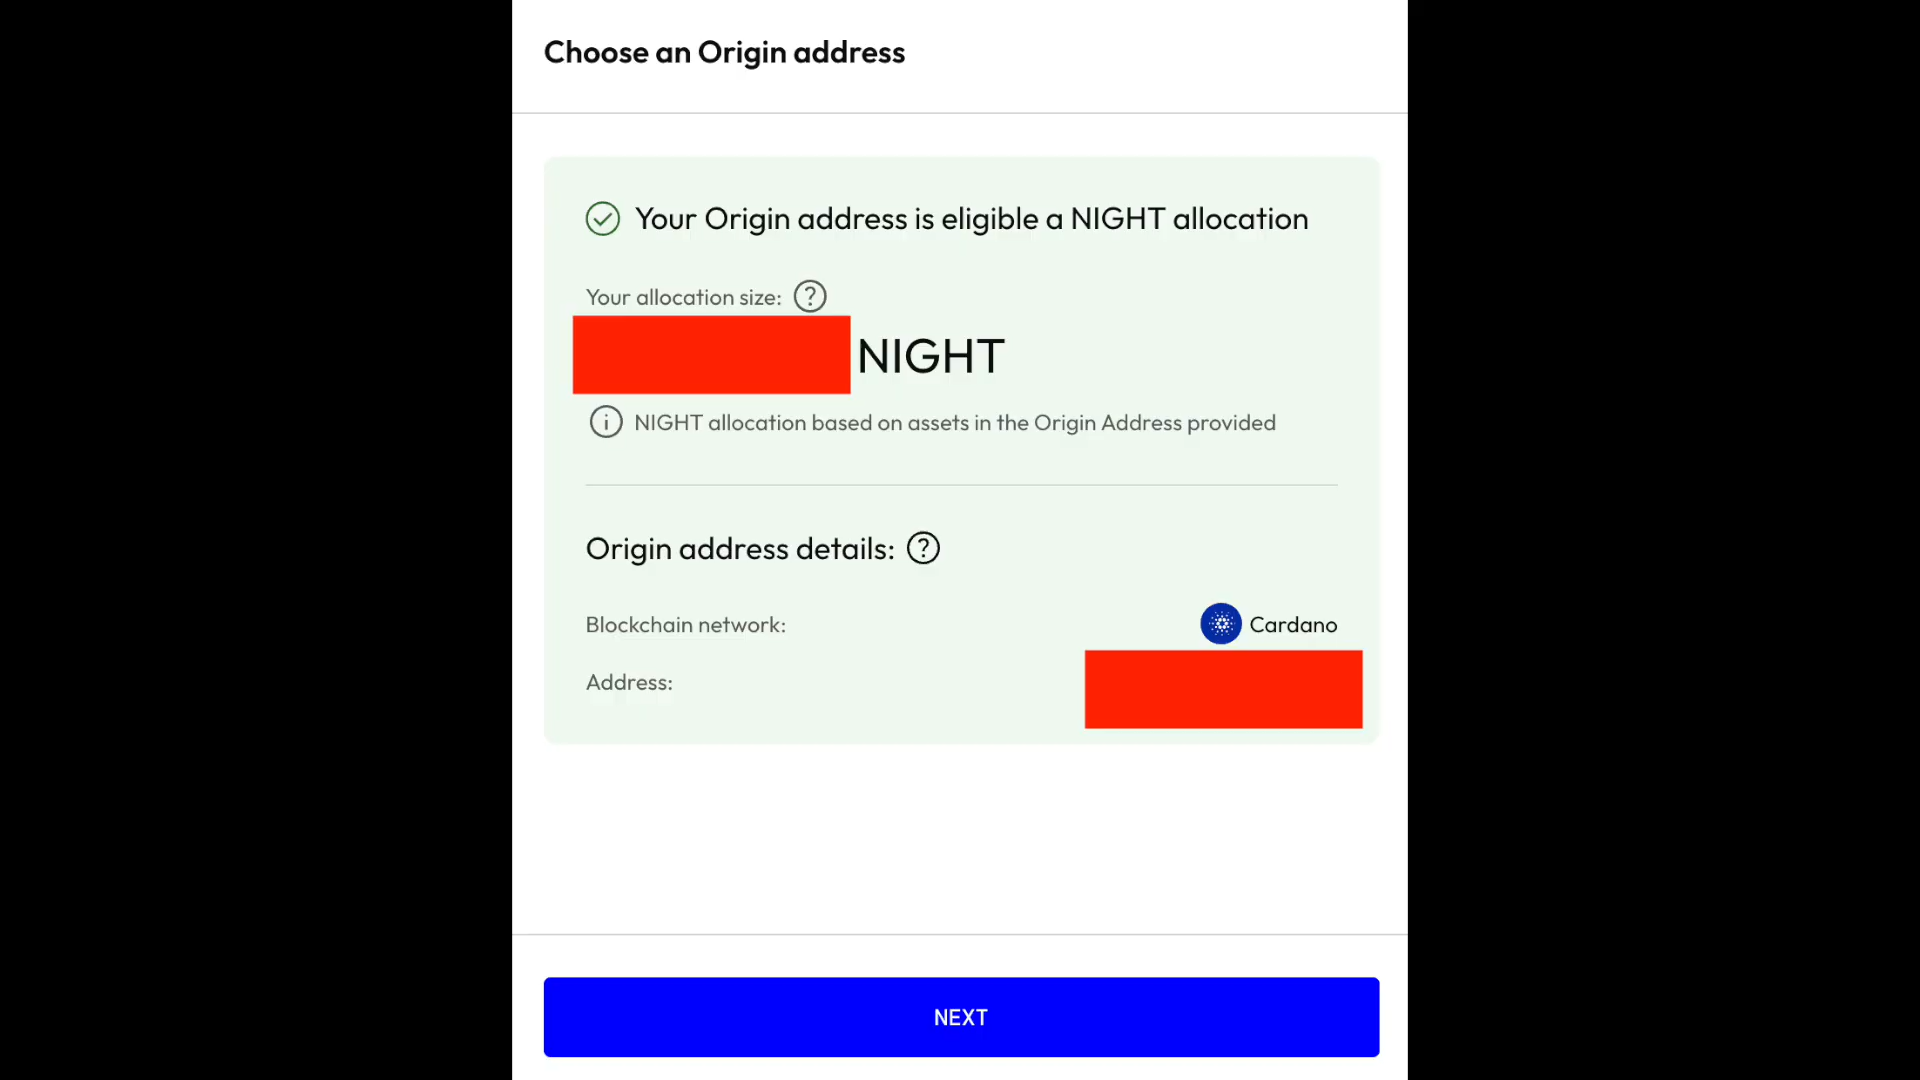 Choose an Origin address
Your Origin address is eligible a NIGHT allocation
Your allocation size:
NIGHT
NIGHT allocation based on assets in the Origin Address provided
Origin address details:
Blockchain network:
Cardano
Address:
NEXT